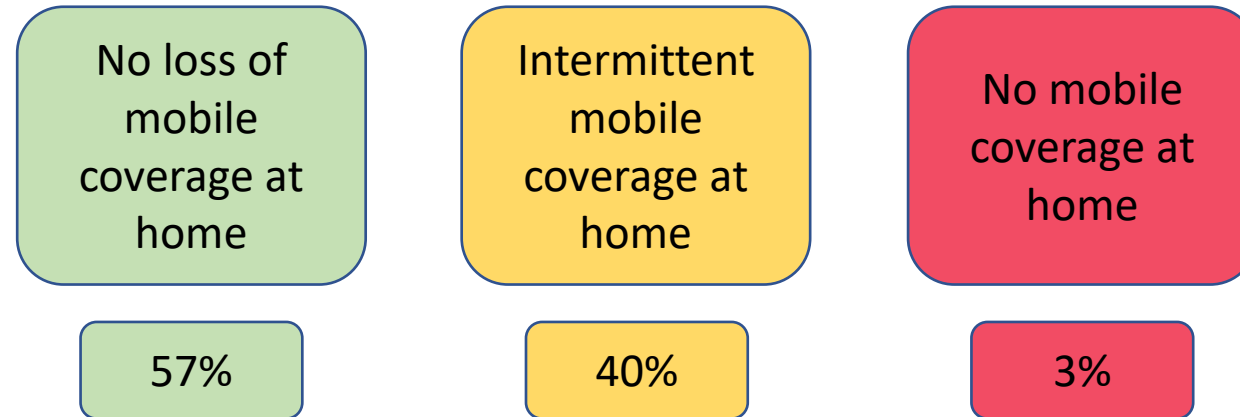 No loss of
mobile
coverage at
home
Intermittent
mobile
coverage at
home
No mobile
coverage at
home
57%
40%
3%